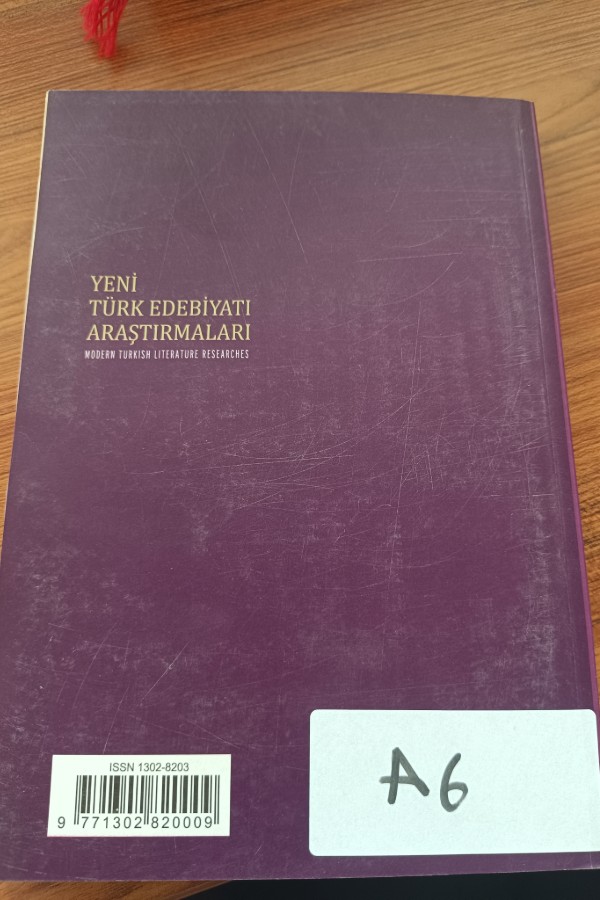 YENİ
TÜRK EDEBİYATI
ARAŞTIRMALARI
MODERN TURKISH LITERATURE RESEARCHES
ISSN 1302-8203
9 771302 820009
A6